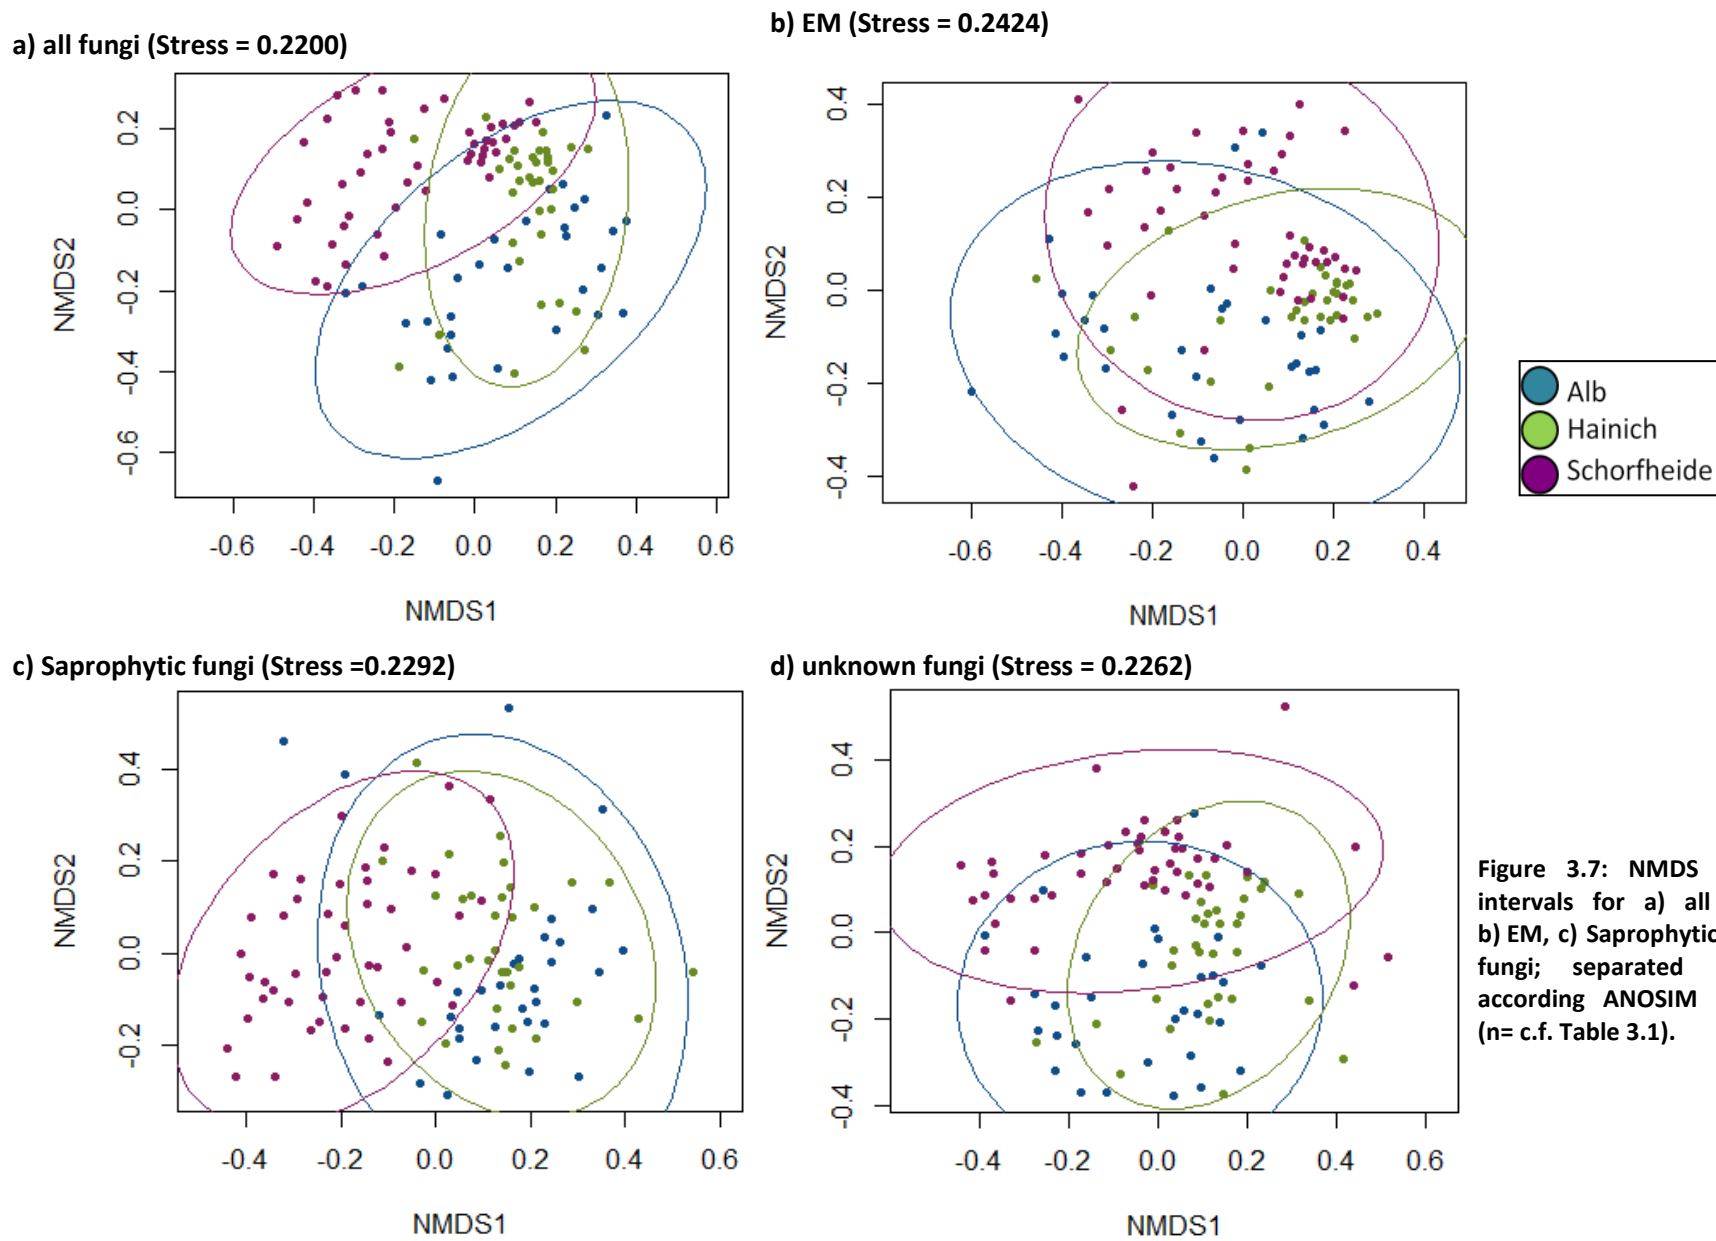 a) all fungi (Stress = 0.2200)
0.2
0.0
-0.2
-0.4
-0.6
NMDS2
-0.6 -0.4 -0.2 0.0 0.2 0.4 0.6
NMDS1
b) EM (Stress = 0.2424)
0.4
0.2
0.0
-0.2
-0.4
NMDS2
-0.6 -0.4 -0.2 0.0 0.2 0.4
NMDS1
Alb
Hainich
Schorfheide
c) Saprophytic fungi (Stress =0.2292)
0.4
0.2
0.0
-0.2
NMDS2
-0.4 -0.2 0.0 0.2 0.4 0.6
NMDS1
d) unknown fungi (Stress = 0.2262)
0.4
0.2
0.0
-0.2
-0.4
NMDS2
-0.4 -0.2 0.0 0.2 0.4 0.6
NMDS1
Figure 3.7: NMDS
intervals for a) all
b) EM, c) Saprophytic
fungi; separated
according ANOSIM
(n= c.f. Table 3.1).